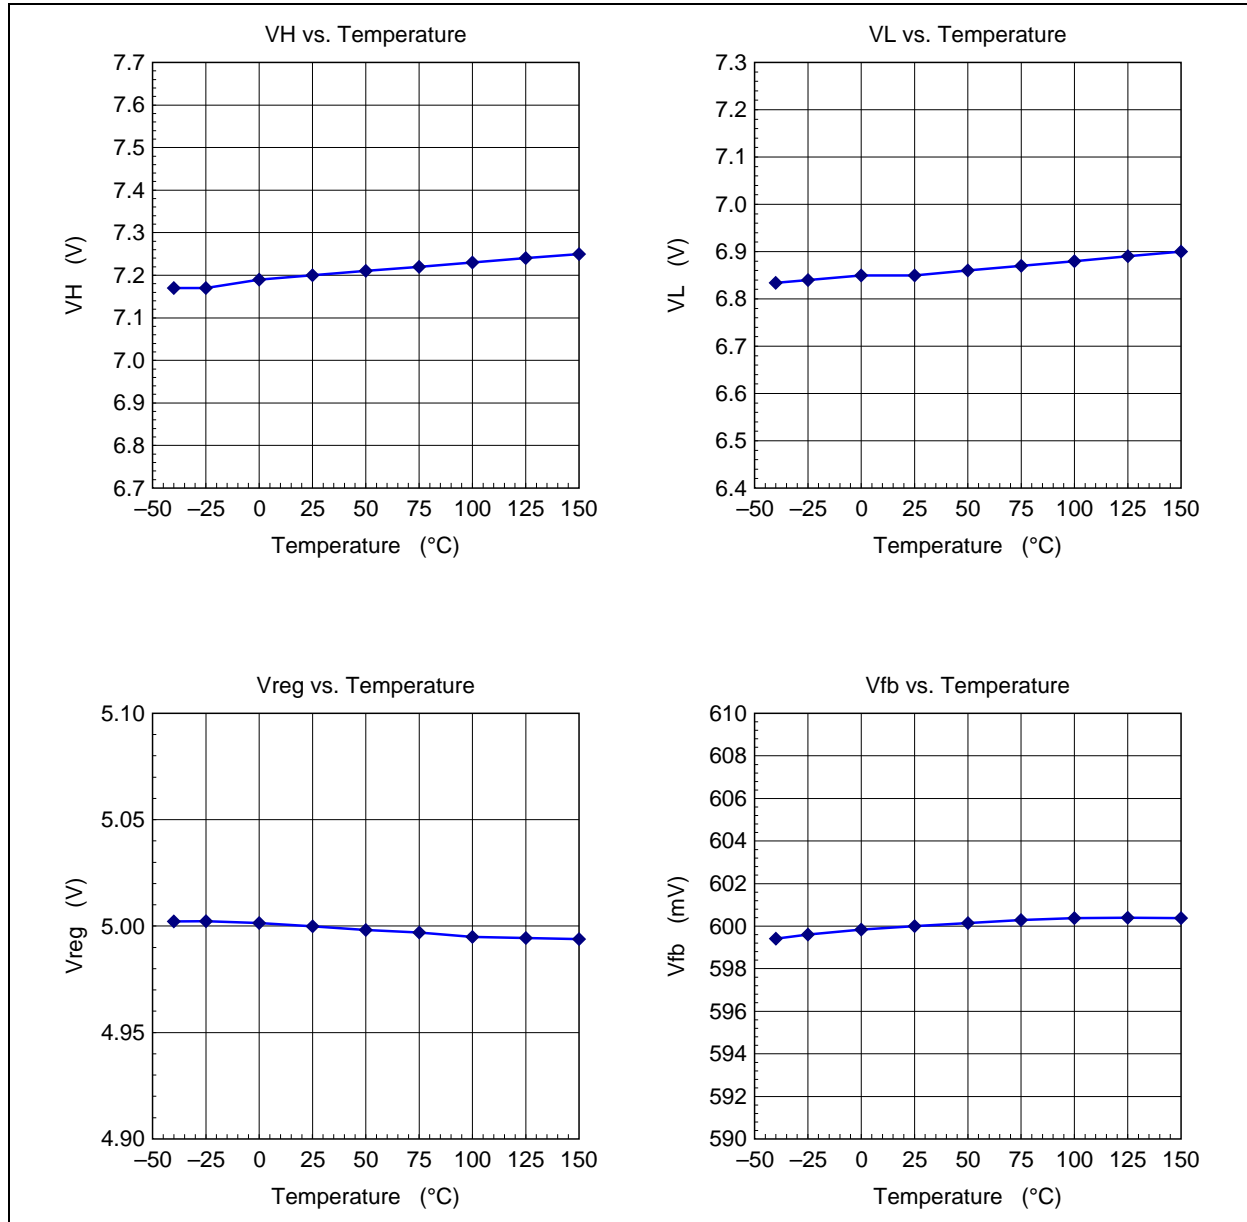 VH vs. Temperature
7.7
7.6
7.5
7.4
7.3
7.2
7.1
7.0
6.9
6.8
6.7
VH (V)
–50 –25 0 25 50 75 100 125 150
Temperature (°C)
VL vs. Temperature
7.3
7.2
7.1
7.0
6.9
6.8
6.7
6.6
6.5
6.4
VL (V)
–50 –25 0 25 50 75 100 125 150
Temperature (°C)
Vreg vs. Temperature
5.10
5.05
5.00
4.95
4.90
Vreg (V)
–50 –25 0 25 50 75 100 125 150
Temperature (°C)
Vfb vs. Temperature
610
608
606
604
602
600
598
596
594
592
590
Vfb (mV)
–50 –25 0 25 50 75 100 125 150
Temperature (°C)